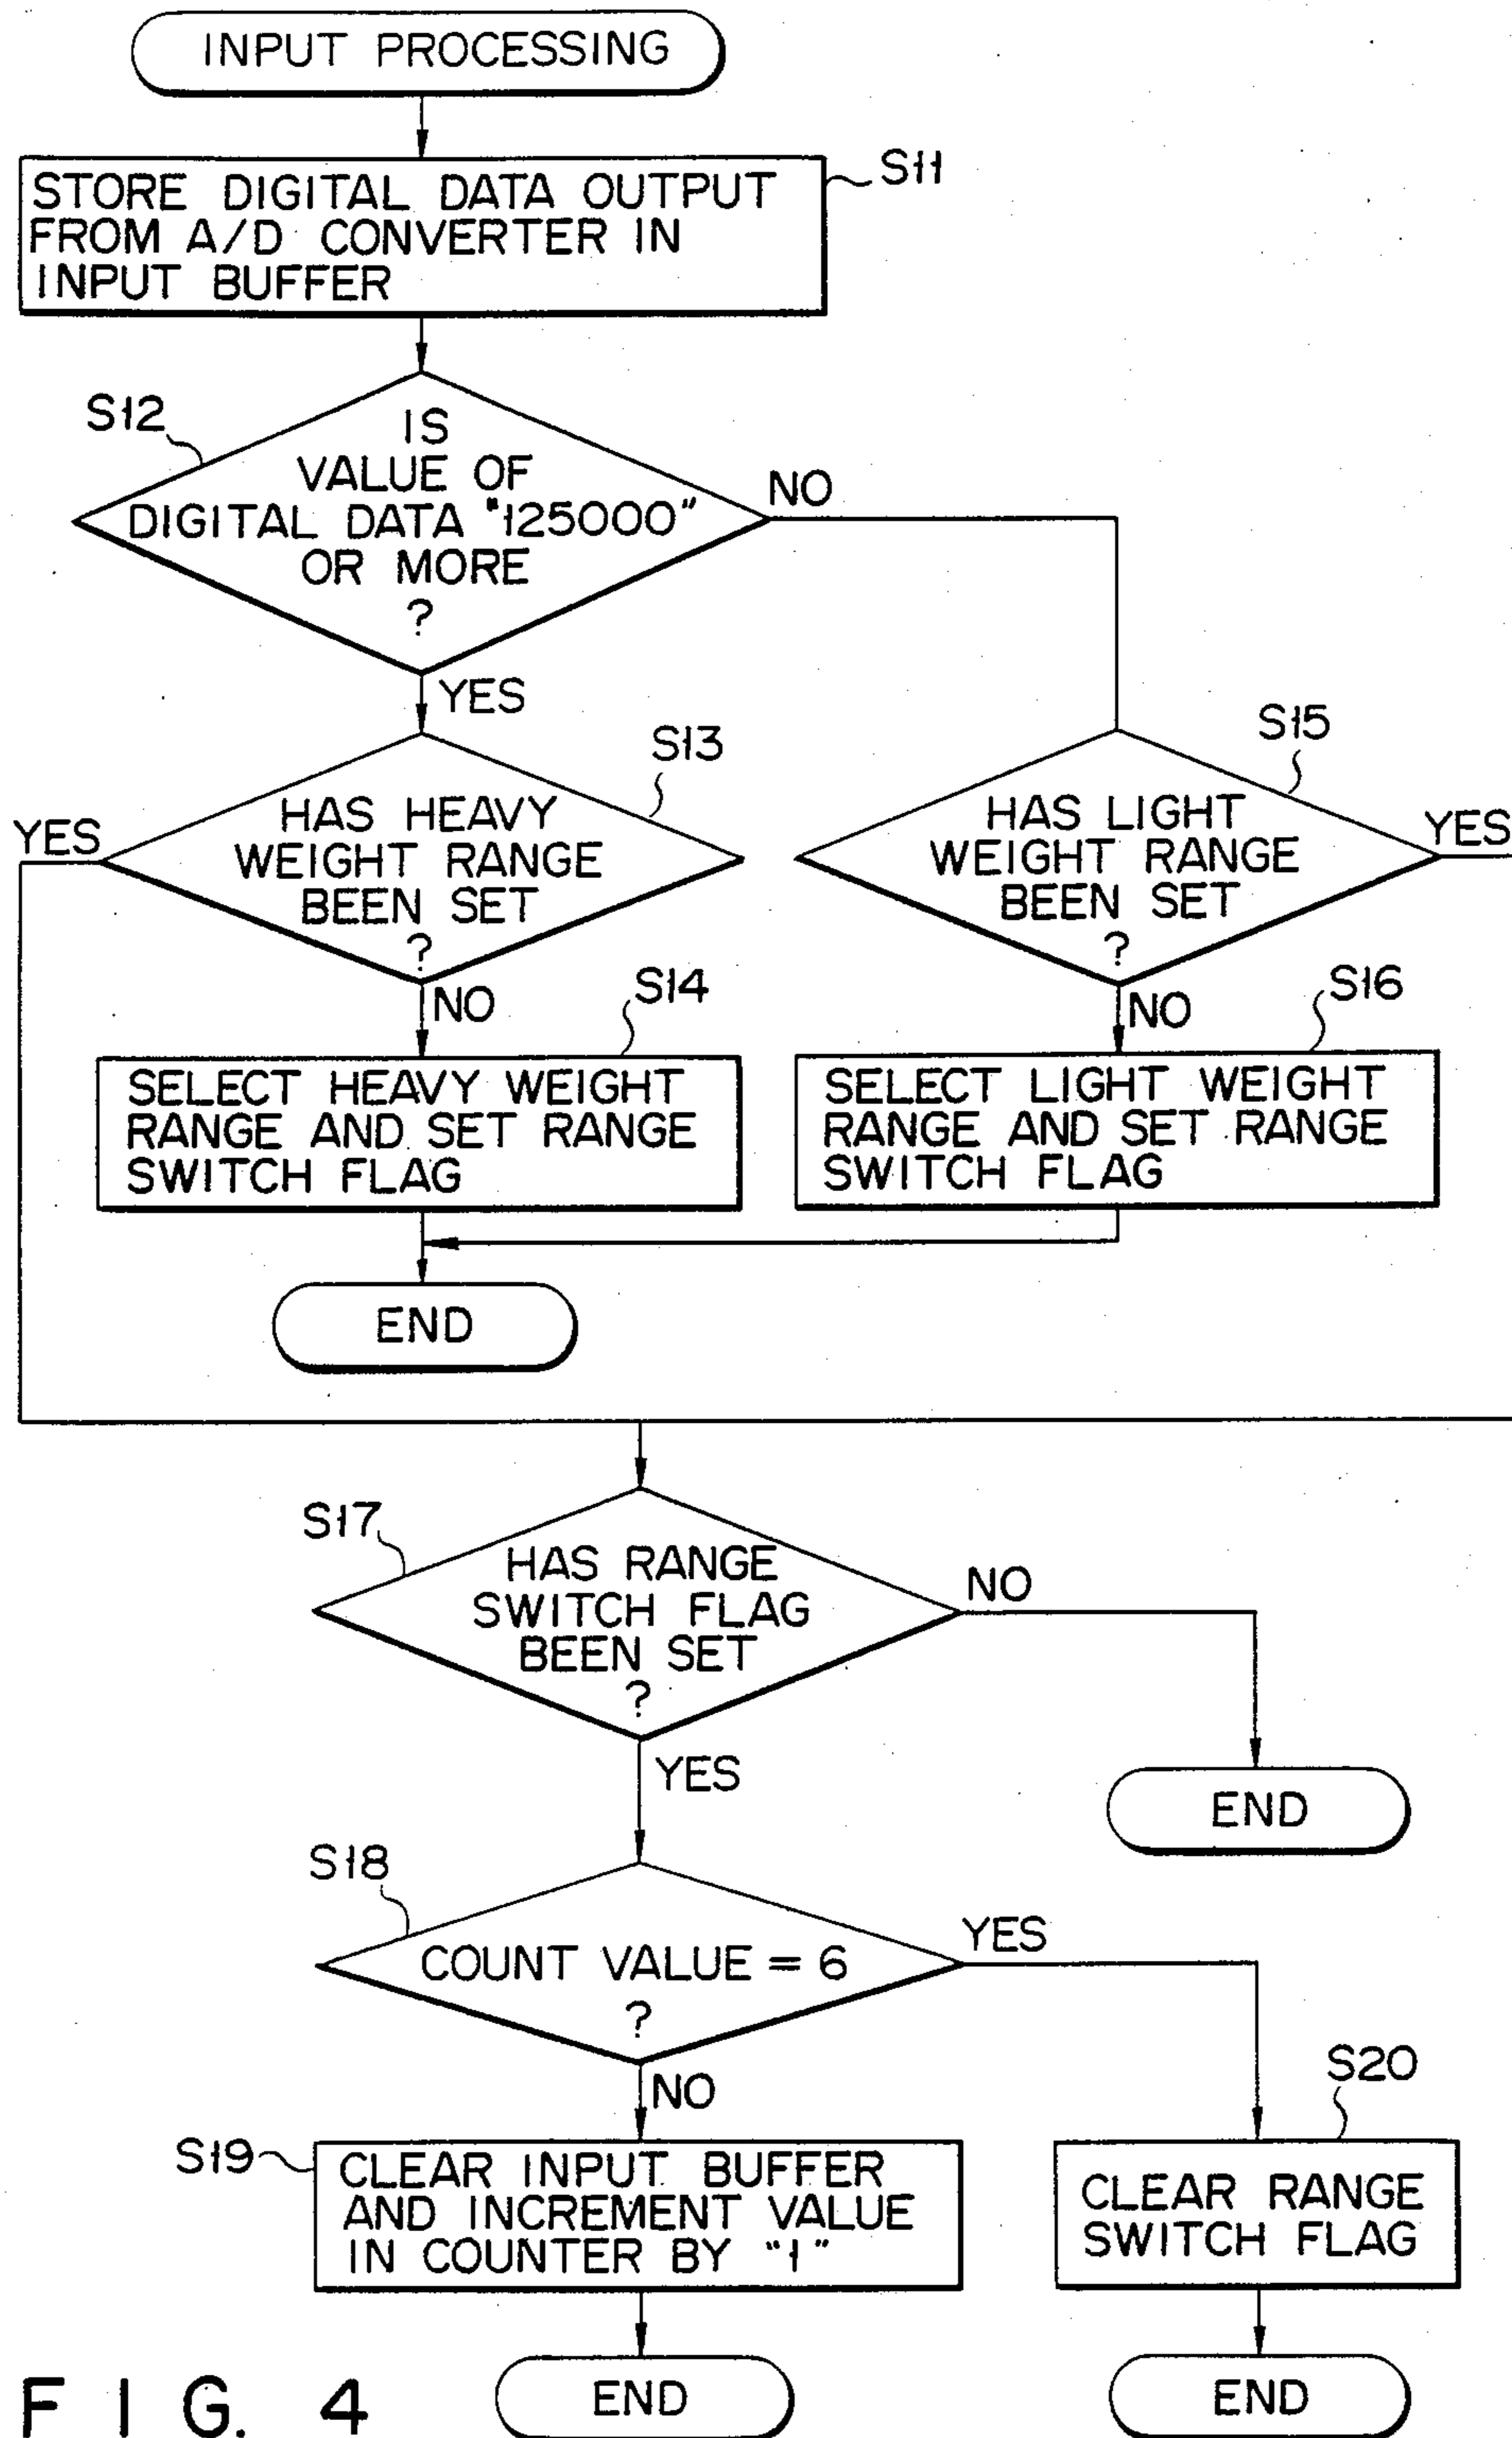 INPUT PROCESSING
STORE DIGITAL DATA OUTPUT
FROM A/D CONVERTER IN
INPUT BUFFER
S11
S12
IS
VALUE OF
DIGITAL DATA "125000"
OR MORE
?
NO
YES
S13
HAS HEAVY
WEIGHT RANGE
BEEN SET
?
YES
NO
S15
HAS LIGHT
WEIGHT RANGE
BEEN SET
?
YES
NO
S14
SELECT HEAVY WEIGHT
RANGE AND SET RANGE
SWITCH FLAG
S16
SELECT LIGHT WEIGHT
RANGE AND SET RANGE
SWITCH FLAG
END
S17
HAS RANGE
SWITCH FLAG
BEEN SET
?
NO
YES
END
S18
COUNT VALUE = 6
?
YES
NO
S19
CLEAR INPUT BUFFER
AND INCREMENT VALUE
IN COUNTER BY "1"
S20
CLEAR RANGE
SWITCH FLAG
END
END
FIG. 4